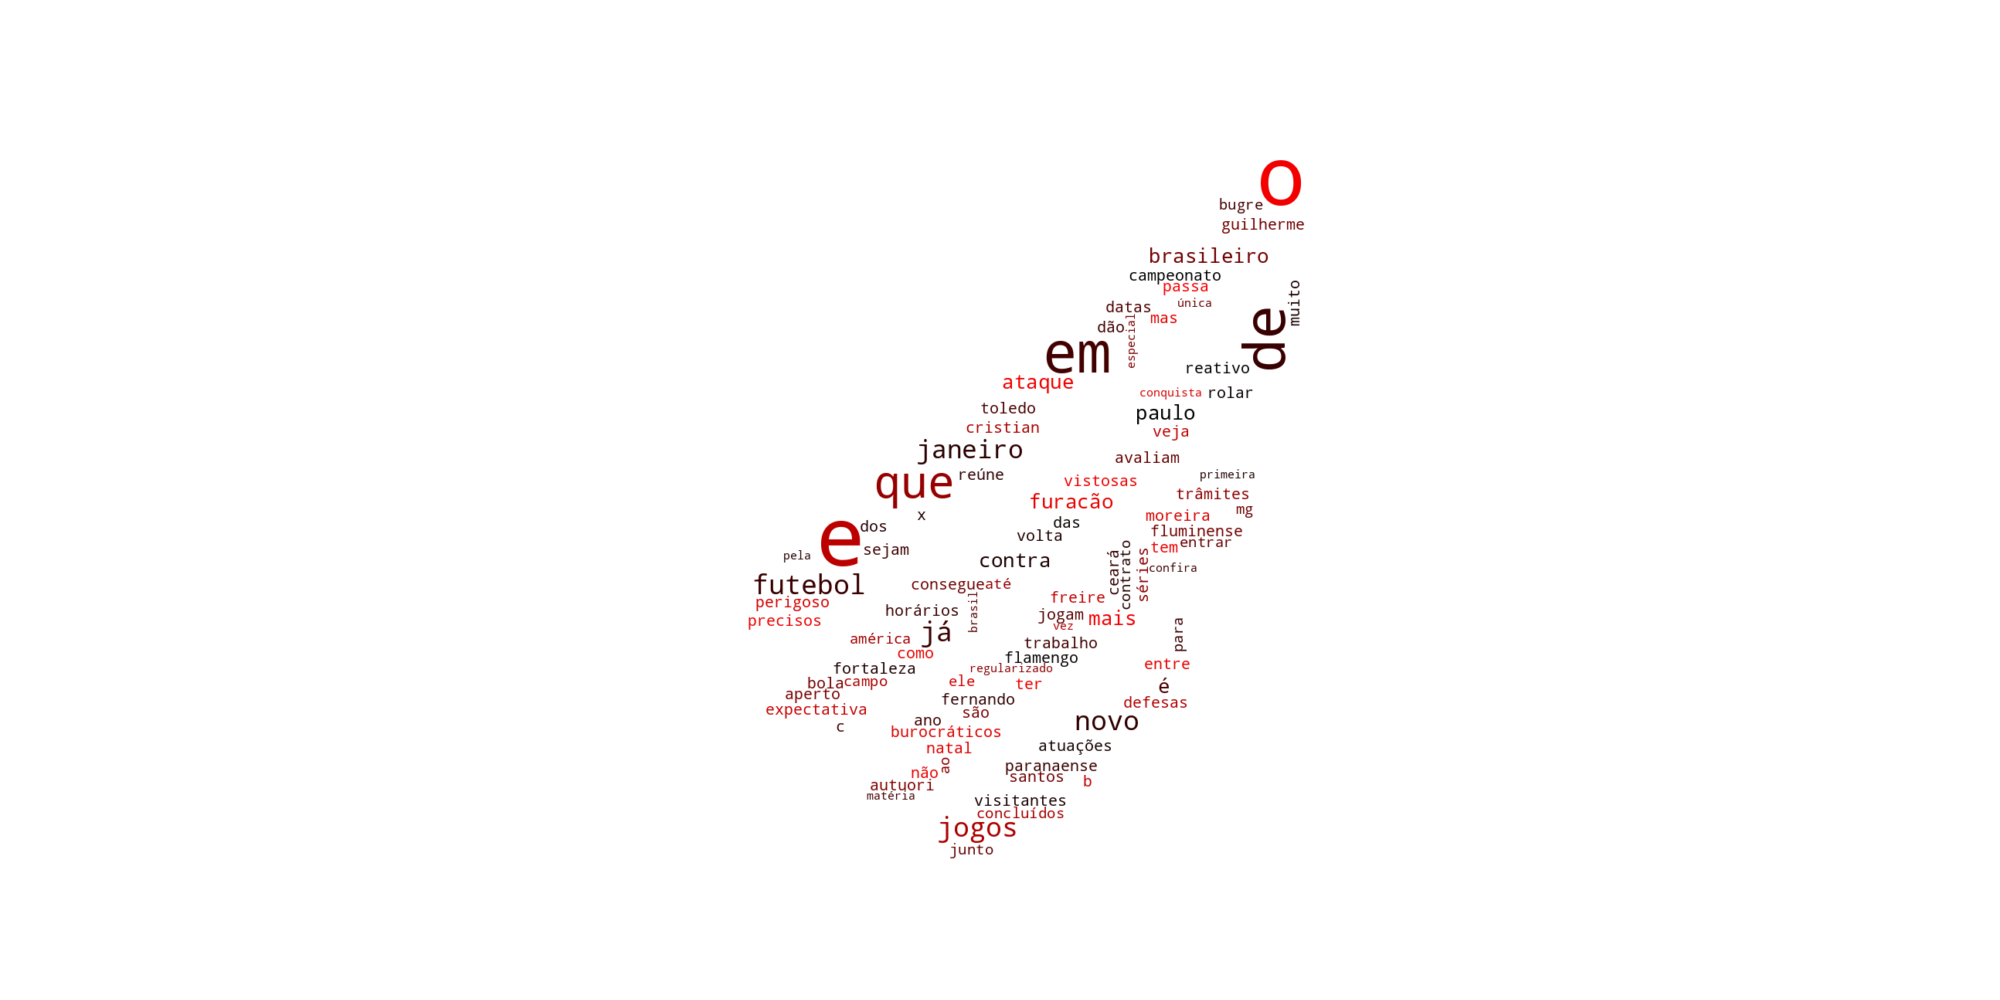 o
bugre
guilherme
brasileiro
campeonato
passa
muito
única
datas
mas
dão
especial
de
em
reativo
ataque
conquista
rolar
toledo
paulo
cristian
veja
janeiro
avaliam
reúne
primeira
que
vistosas
trâmites
furacão
mg
x
moreira
das
dos
fluminense
volta
e
entrar
tem
sejam
pela
contra
confira
ceará
contrato
séries
futebol
consegue
até
freire
perigoso
horários
brasil
jogam
mais
precisos
vez
já
para
américa
trabalho
como
flamengo
entre
fortaleza
regularizado
bola
campo
ele
ter
é
aperto
fernando
defesas
expectativa
são
ano
novo
c
burocráticos
natal
atuações
ao
paranaense
não
santos
b
autuori
matéria
visitantes
concluídos
jogos
junto